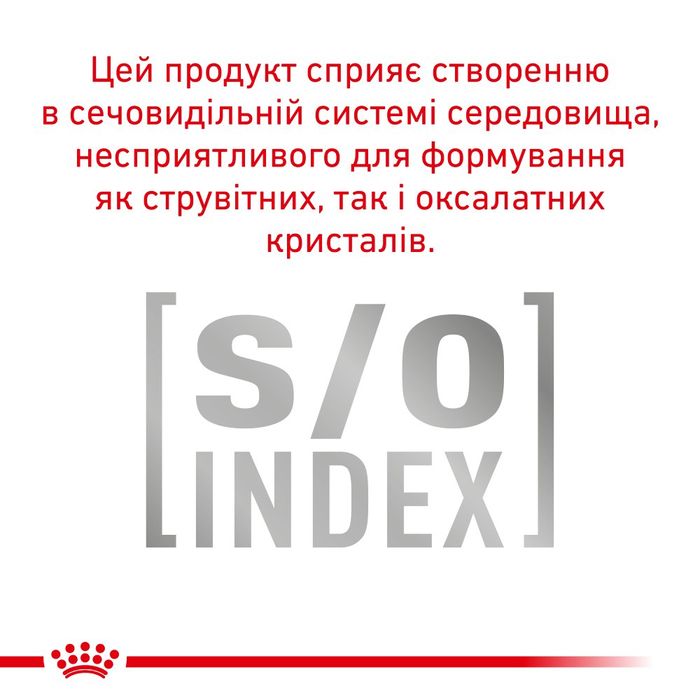 Цей продукт сприяє створенню
в сечовидільній системі середовища,
несприятливого для формування
як струвітних, так і оксалатних
кристалів.
[S/O
INDEX]